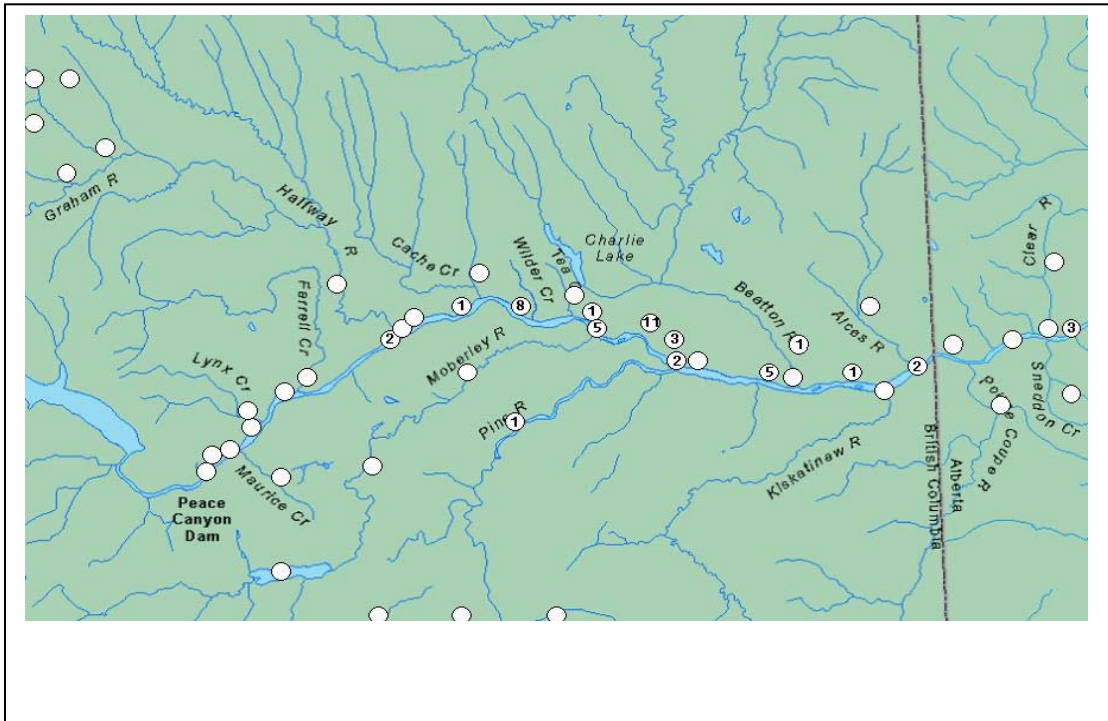 Graham R
Halfway
R
Cache Cr
Farrell Cr
Lynx Cr
Maurice Cr
Peace
Canyon
Dam
Moberley R
Pine R
Wilder Cr
Tea
Charlie
Lake
Beatton R
Alces R
Kiskatinaw R
British Columbia
Alberta
Pouce Coupe R
Sneddon Cr
Clear R
1
8
1
5
11
3
2
2
1
5
1
1
2
3